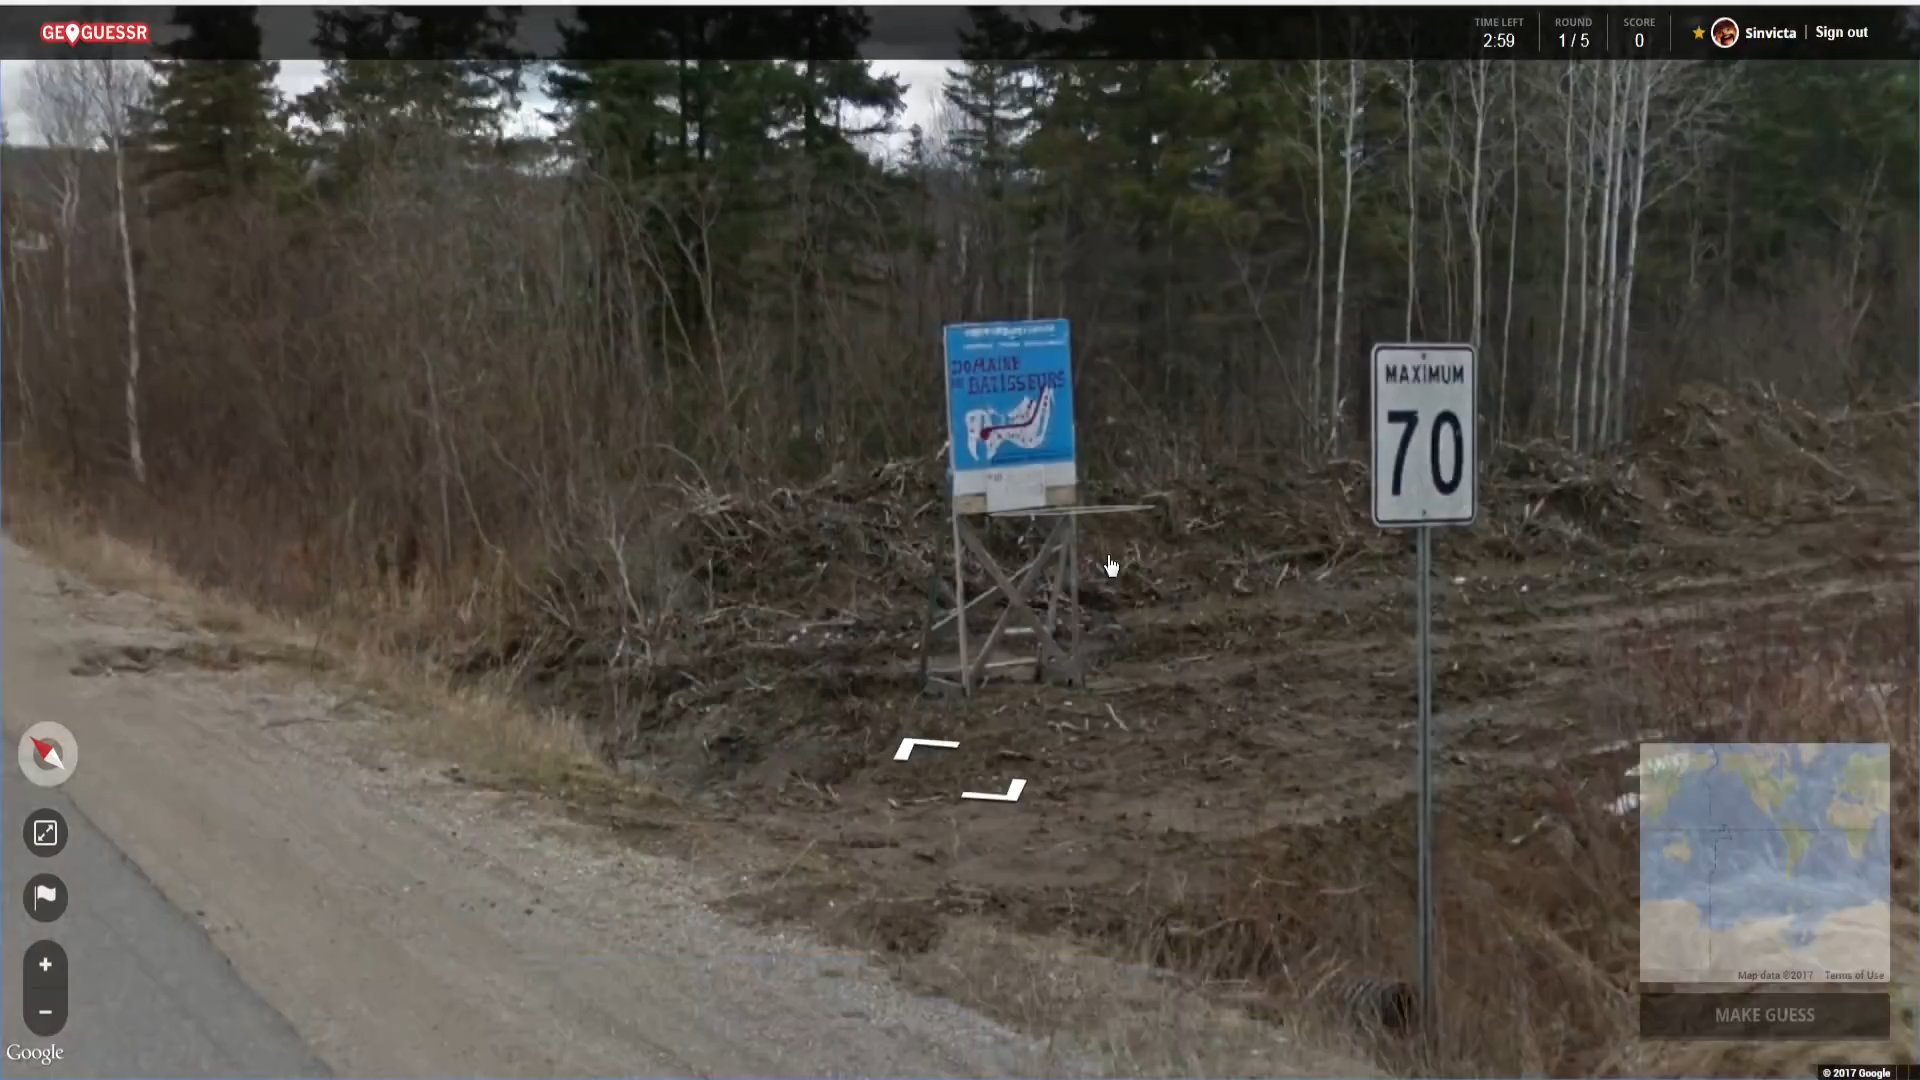 GEOGUESSR
TIME LEFT
2:59
ROUND
1 / 5
SCORE
0
Sinvicta
Sign out
DOMAINE
BATISSEURS
MAXIMUM
70
Map data ©2017
Terms of Use
MAKE GUESS
Google
© 2017 Google